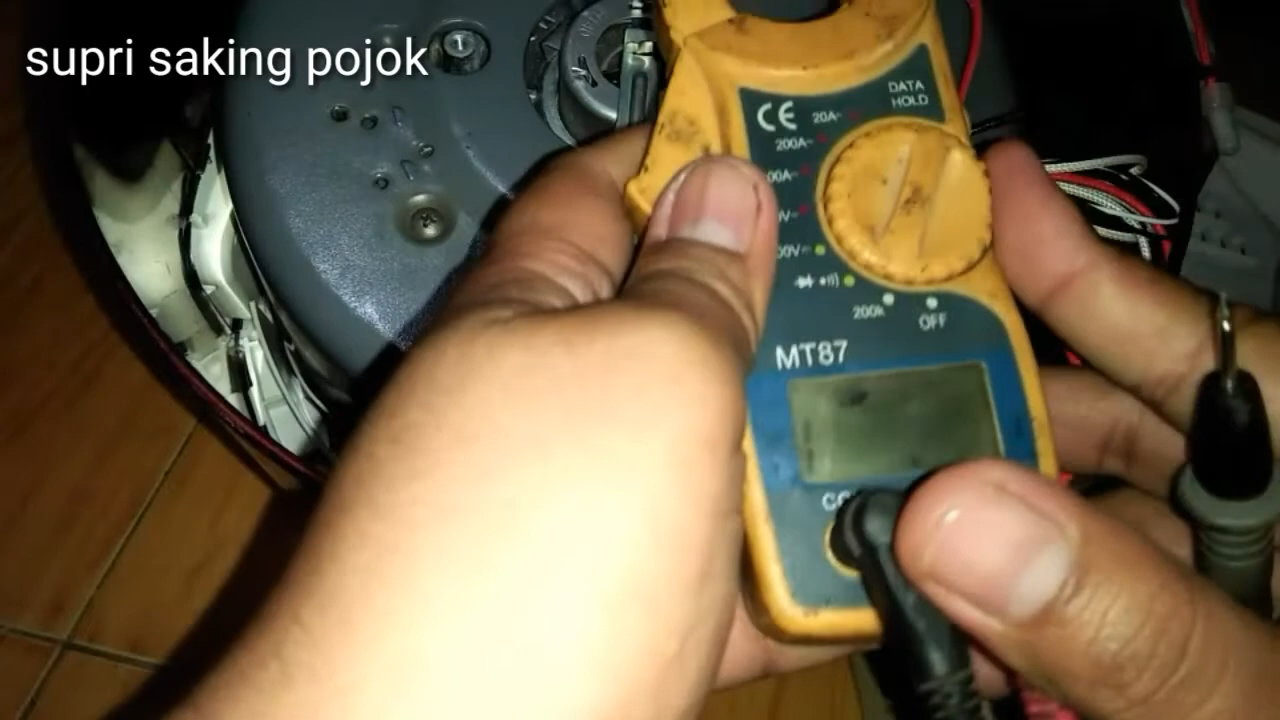 supri saking pojok
DATA
HOLD
CE
20A~
200A~
200k
OFF
MT87